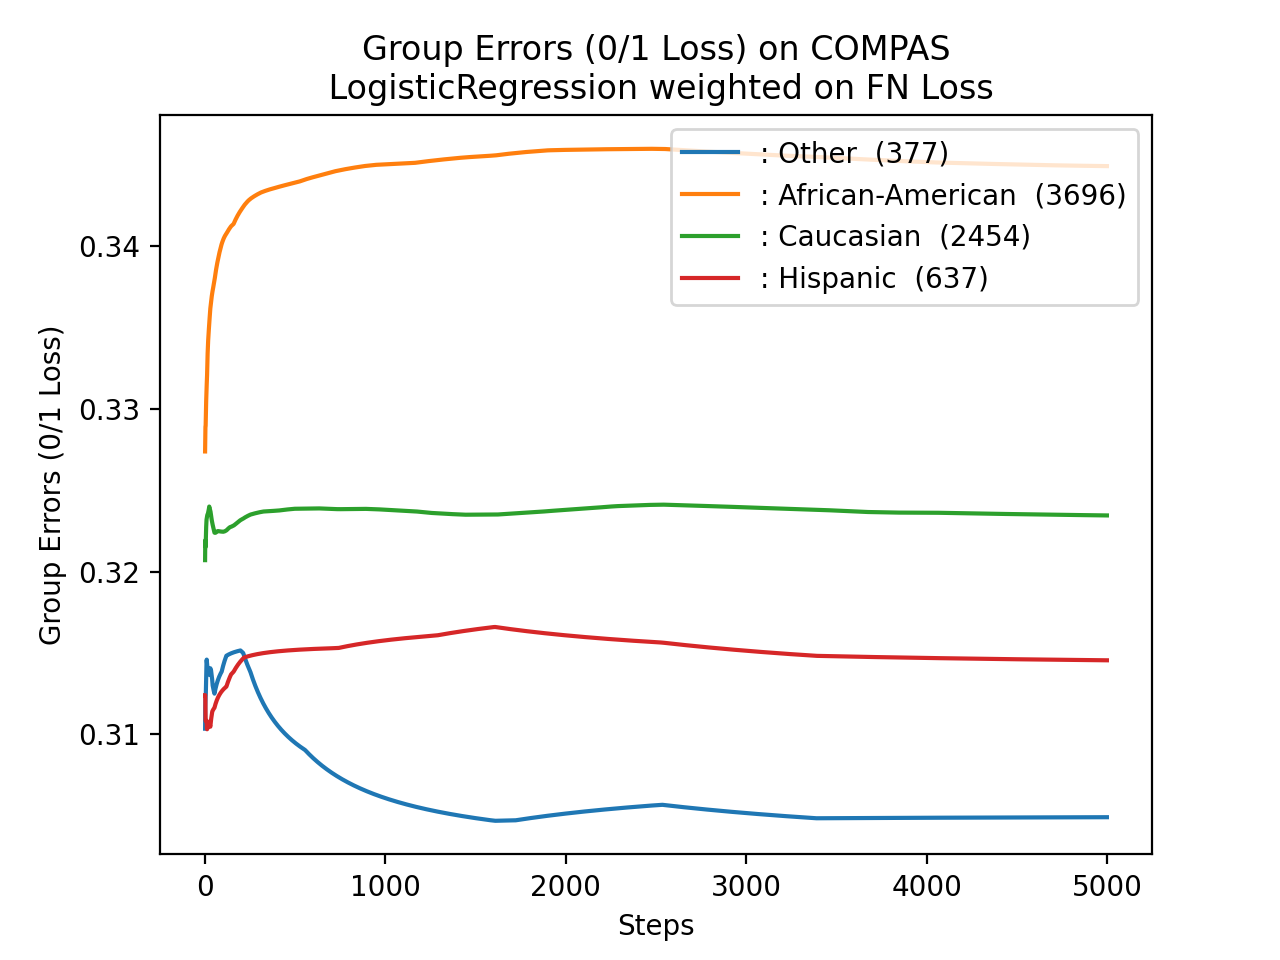 Group Errors (0/1 Loss) on COMPAS
LogisticRegression weighted on FN Loss
: Other (377)
: African-American (3696)
: Caucasian (2454)
: Hispanic (637)
Group Errors (0/1 Loss)
0.34
0.33
0.32
0.31
0
1000
2000
3000
4000
5000
Steps